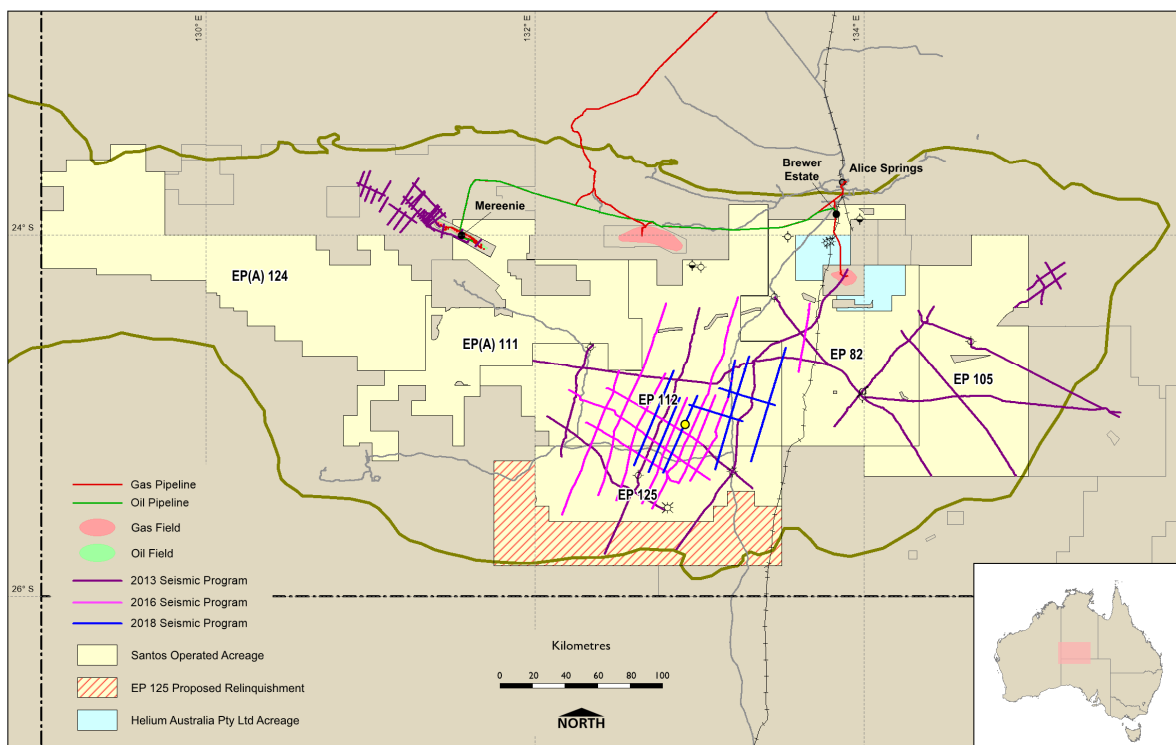 130° E
132° E
134° E
Brewer
Estate
Alice Springs
Mereenie
24° S
EP(A) 124
EP(A) 111
EP 82
EP 105
EP 112
EP 125
Gas Pipeline
Oil Pipeline
Gas Field
Oil Field
2013 Seismic Program
26° S
2016 Seismic Program
2018 Seismic Program
Santos Operated Acreage
EP 125 Proposed Relinquishment
Helium Australia Pty Ltd Acreage
Kilometres
0 20 40 60 80 100
NORTH